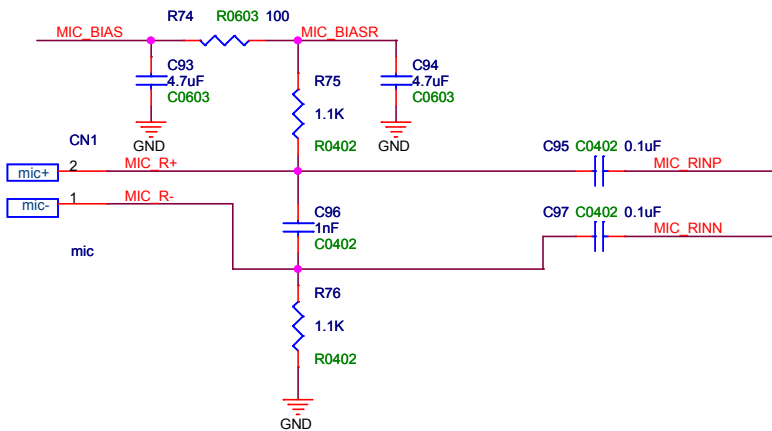 R74 R0603 100
MIC_BIAS MIC_BIASR
C93 C94
4.7uF R75 4.7uF
C0603 C0603
1.1K
GND GND
CN1 R0402 C95 C0402 0.1uF
mic+ 2 MIC_R+ MIC_RINP
mic- 1 MIC_R- C96 C97 C0402 0.1uF
1nF MIC_RINN
mic C0402
R76
1.1K
R0402
GND